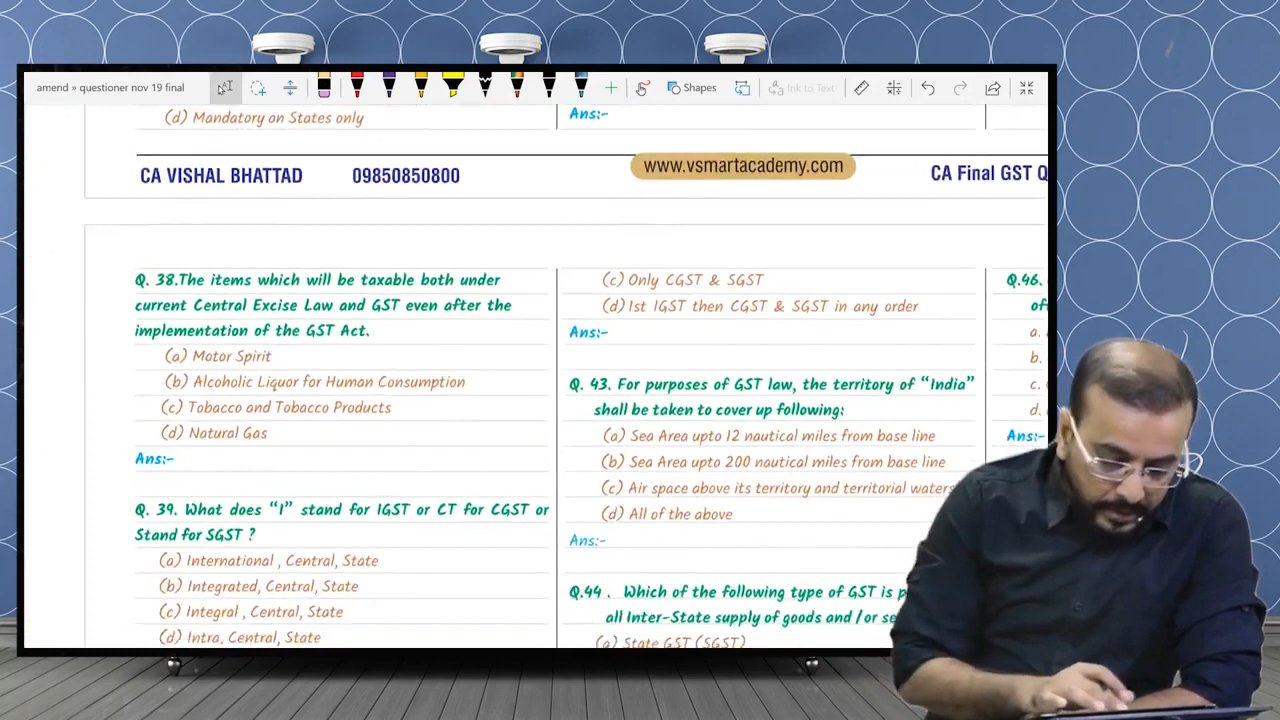 amend » questioner nov 19 final
Shapes
Ink to Text
(d) Mandatory on States only
Ans:-
CA VISHAL BHATTAD 09850850800
www.vsmartacademy.com
CA Final GST Q
Q. 38.The items which will be taxable both under
current Central Excise Law and GST even after the
implementation of the GST Act.
(a) Motor Spirit
(b) Alcoholic Liquor for Human Consumption
(c) Tobacco and Tobacco Products
(d) Natural Gas
Ans:-
Q. 39. What does “I” stand for IGST or CT for CGST or
Stand for SGST ?
(a) International , Central, State
(b) Integrated, Central, State
(c) Integral , Central, State
(d) Intra, Central, State
(c) Only CGST & SGST
(d) 1st IGST then CGST & SGST in any order
Ans:-
Q. 43. For purposes of GST law, the territory of “India”
shall be taken to cover up following:
(a) Sea Area upto 12 nautical miles from base line
(b) Sea Area upto 200 nautical miles from base line
(c) Air space above its territory and territorial waters
(d) All of the above
Ans:-
Q.44 . Which of the following type of GST is
all Inter-State supply of goods and /or
(a) State GST (SGST)
Q.46.
a.
b.
c.
d.
Ans:-